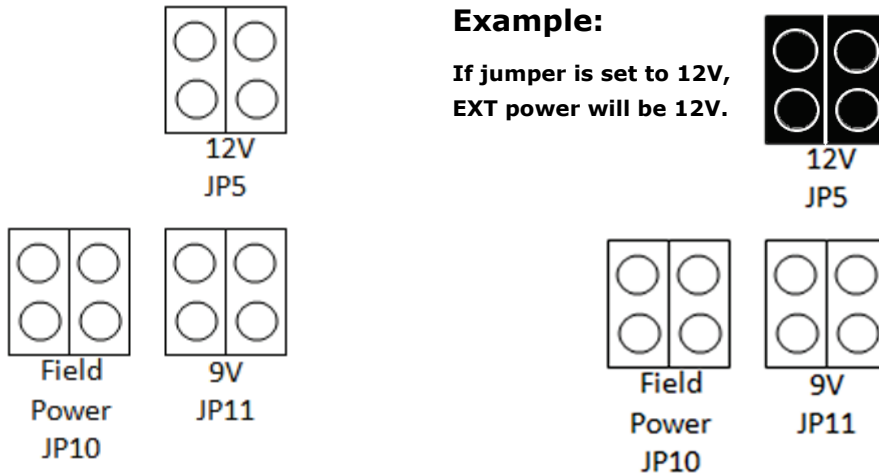 12V
JP5
Field
Power
JP10
9V
JP11
Example:
If jumper is set to 12V,
EXT power will be 12V.
12V
JP5
Field
Power
JP10
9V
JP11